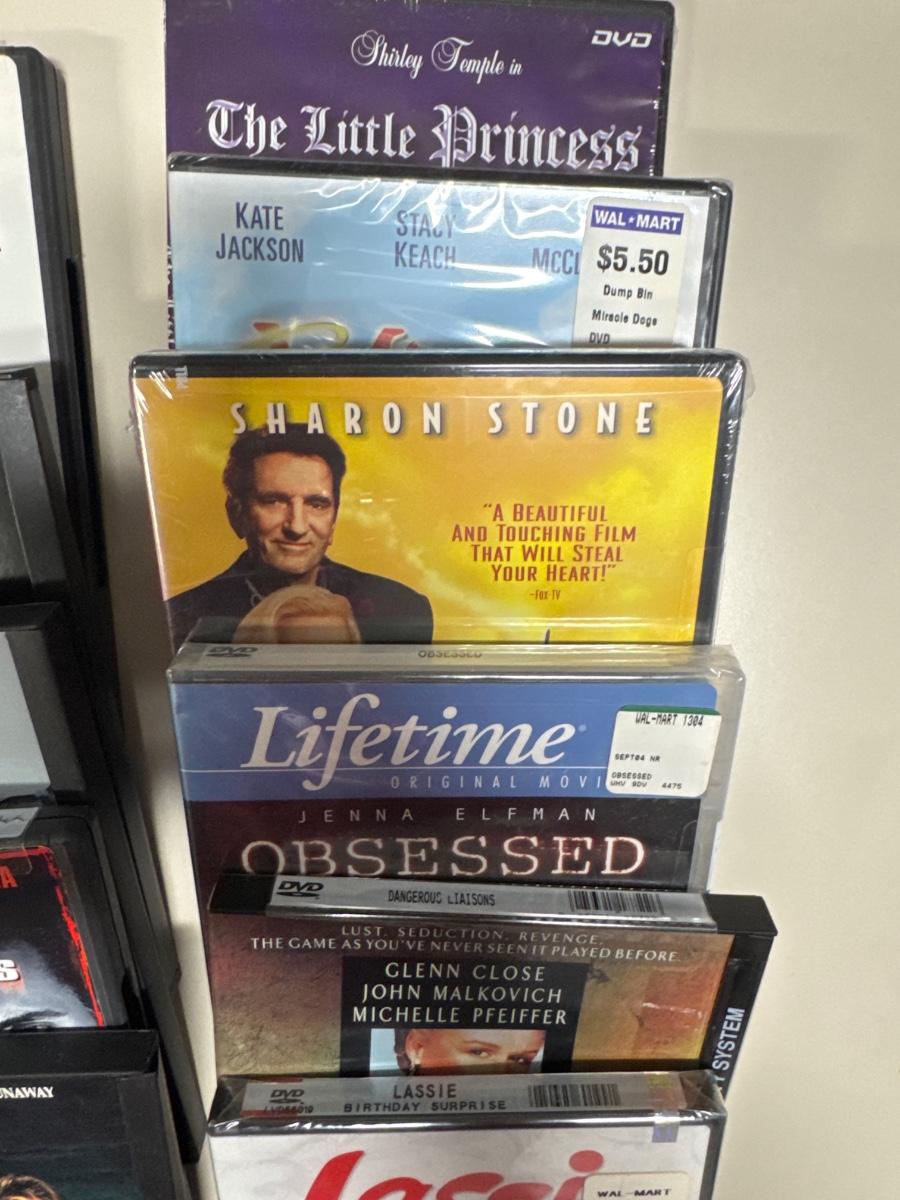 DVD
Shirley Temple in
The Little Princess
KATE
JACKSON
STACY
KEACH
WAL★MART
$5.50
Dump Bin
Miracle Dogs
DVD
SHARON STONE
"A BEAUTIFUL
AND TOUCHING FILM
THAT WILL STEAL
YOUR HEART!"
-FOX-TV
DVD
OBSESSED
Lifetime
ORIGINAL MOVI
WAL-MART 1304
SEPT04 NR
OBSESSED
UHV 9DV 4475
JENNA ELFMAN
OBSESSED
DVD
DANGEROUS LIAISONS
LUST. SEDUCTION. REVENGE.
THE GAME AS YOU'VE NEVER SEEN IT PLAYED BEFORE.
GLENN CLOSE
JOHN MALKOVICH
MICHELLE PFEIFFER
SYSTEM
DVD
LASSIE
BIRTHDAY SURPRISE
Lassi
WAL-MART
UNAWAY